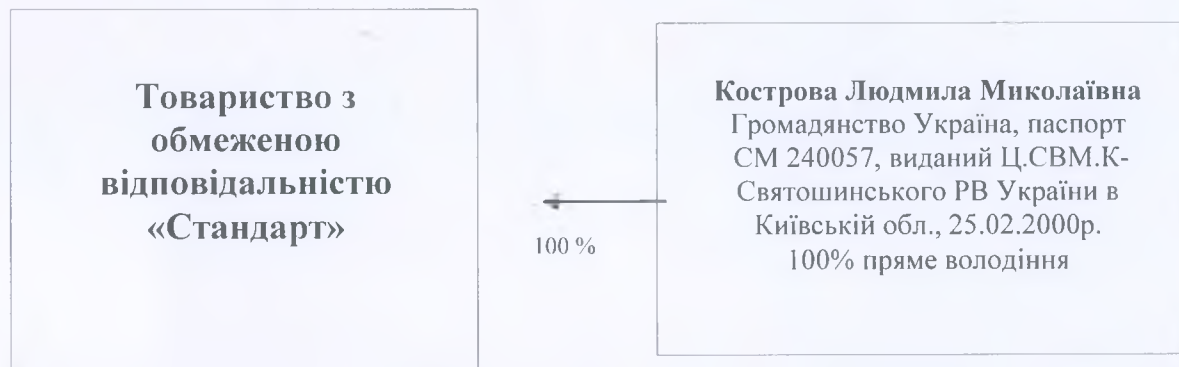 Товариство з
обмеженою
відповідальністю
«Стандарт»
100 %
Кострова Людмила Миколаївна
Громадянство Україна, паспорт
СМ 240057, виданий Ц.СВМ.К-
Святошинського РВ України в
Київській обл., 25.02.2000р.
100% пряме володіння